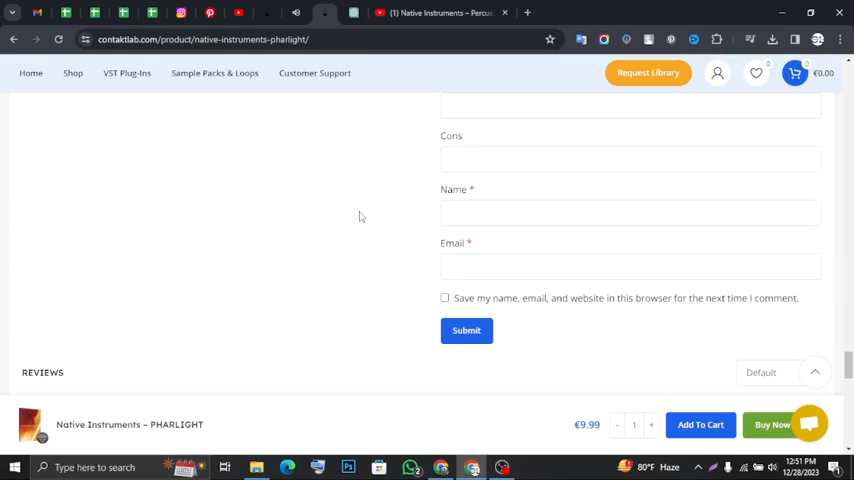 (1) Native Instruments – Percus
contaktlab.com/product/native-instruments-pharlight/
Home Shop VST Plug-Ins Sample Packs & Loops Customer Support Request Library 0 0 €0.00
Cons
Name *
Email *
Save my name, email, and website in this browser for the next time I comment.
Submit
REVIEWS Default
Native Instruments – PHARLIGHT €9.99 - 1 + Add To Cart Buy Now
Type here to search 2 80°F Haze 12:51 PM
12/28/2023